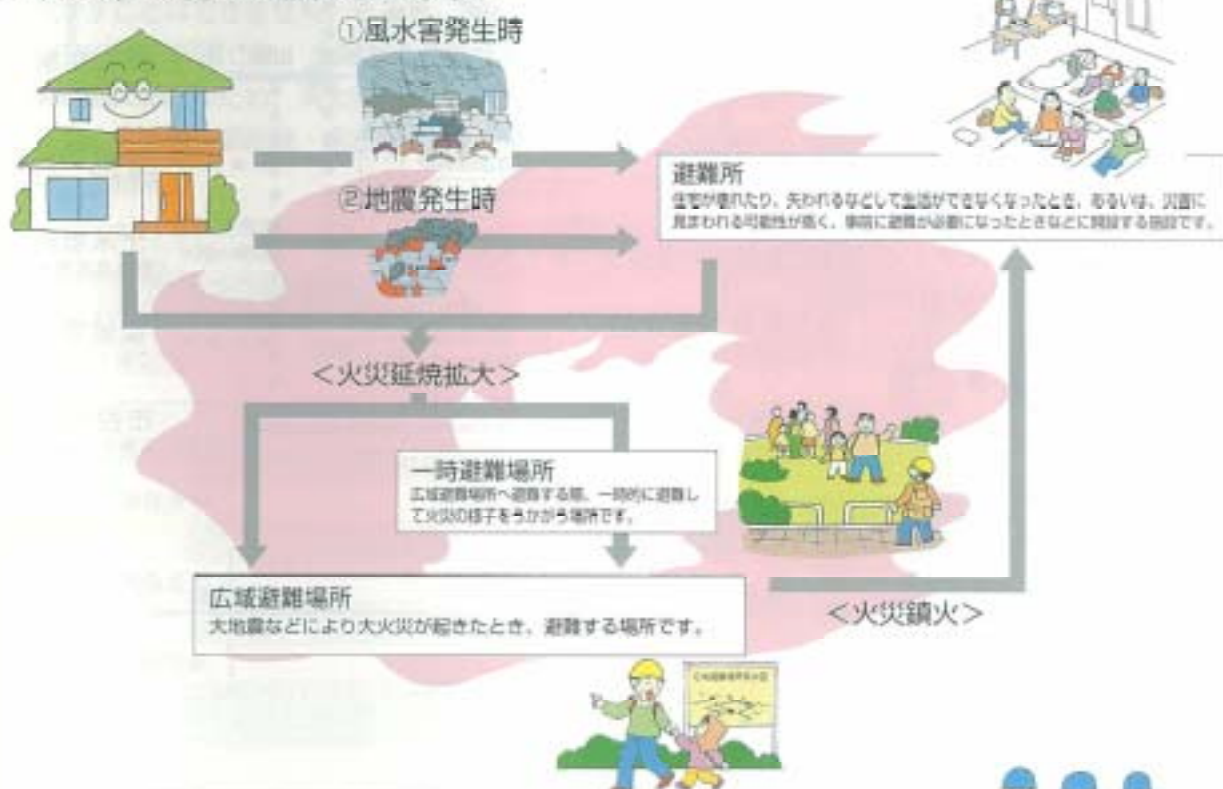 ①風水害発生時
②地震発生時
避難所
住宅が壊れたり、失われるなどして生活ができなくなったとき、あるいは、災害に
見まわれる可能性が高く、事前に避難が必要になったときなどに開設する施設です。
<火災延焼拡大>
一時避難場所
広域避難場所へ避難する際、一時的に避難し
て火災の様子をうかがう場所です。
広域避難場所
大地震などにより大火災が起きたとき、避難する場所です。
<火災鎮火>